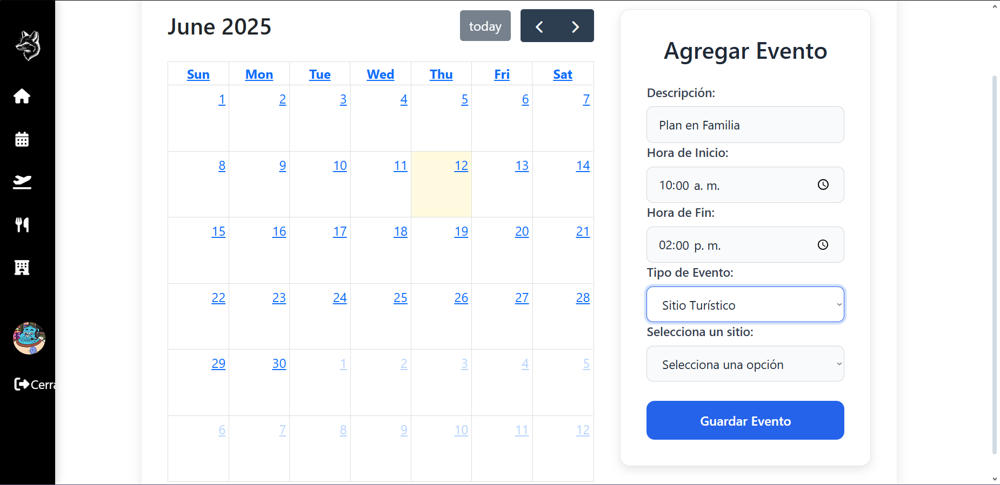 June 2025
today
Sun Mon Tue Wed Thu Fri Sat
1 2 3 4 5 6 7
8 9 10 11 12 13 14
15 16 17 18 19 20 21
22 23 24 25 26 27 28
29 30 1 2 3 4 5
6 7 8 9 10 11 12
Agregar Evento
Descripción:
Plan en Familia
Hora de Inicio:
10:00 a. m.
Hora de Fin:
02:00 p. m.
Tipo de Evento:
Sitio Turístico
Selecciona un sitio:
Selecciona una opción
Guardar Evento
Cerra